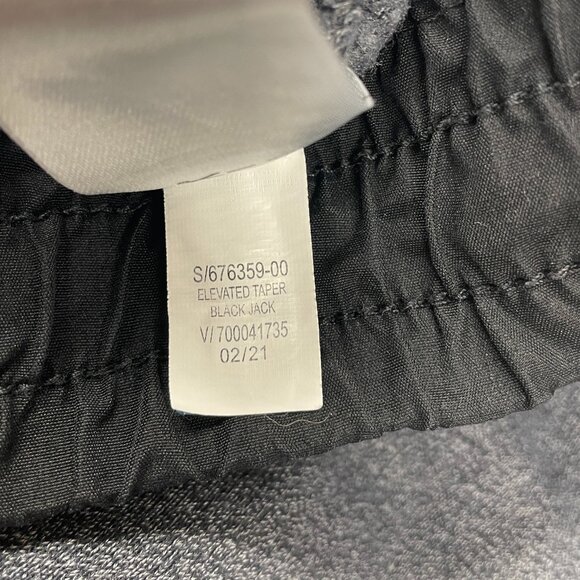 S/676359-00
ELEVATED TAPER
BLACK JACK
V/700041735
02/21